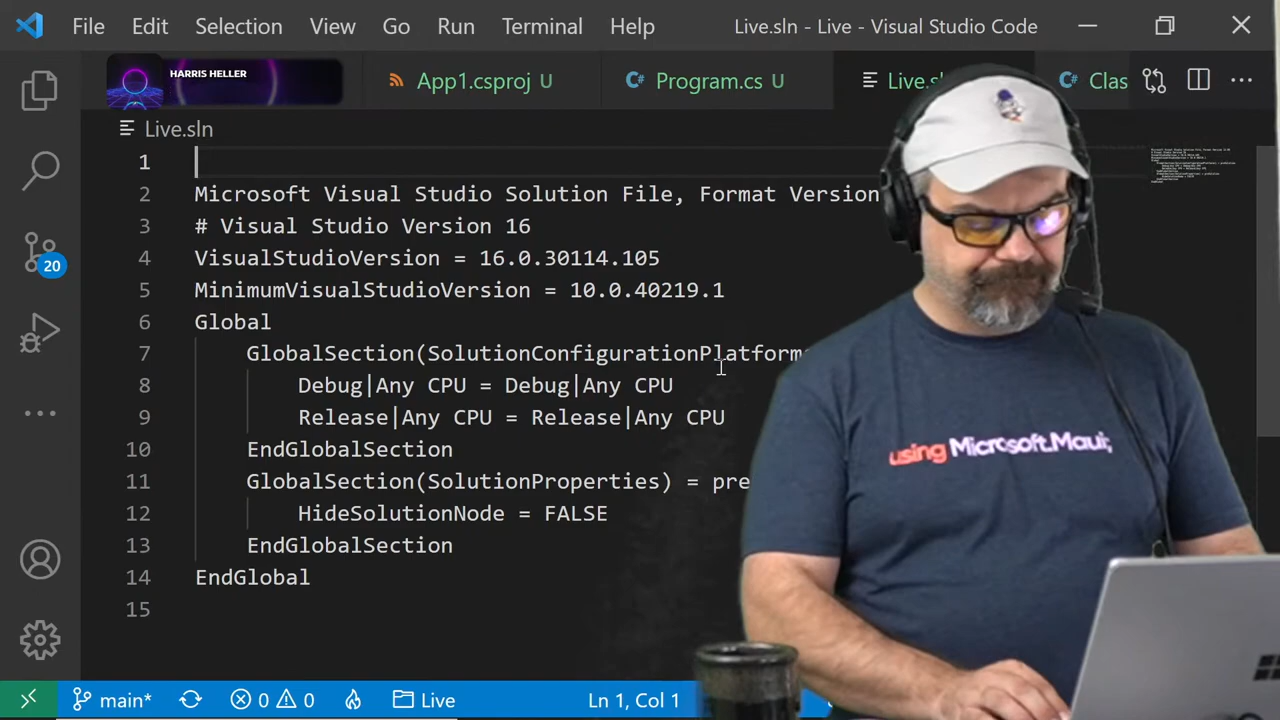 File Edit Selection View Go Run Terminal Help Live.sln - Live - Visual Studio Code
HARRIS HELLER App1.csproj U Program.cs U
Live.sln
1
2 Microsoft Visual Studio Solution File, Format Version
3 # Visual Studio Version 16
4 VisualStudioVersion = 16.0.30114.105
5 MinimumVisualStudioVersion = 10.0.40219.1
6 Global
7 GlobalSection(SolutionConfigurationPlatforms
8 Debug|Any CPU = Debug|Any CPU
9 Release|Any CPU = Release|Any CPU
10 EndGlobalSection
11 GlobalSection(SolutionProperties) = pre
12 HideSolutionNode = FALSE
13 EndGlobalSection
14 EndGlobal
15
20
using Microsoft.Maui;
main* 0 0 Live Ln 1, Col 1